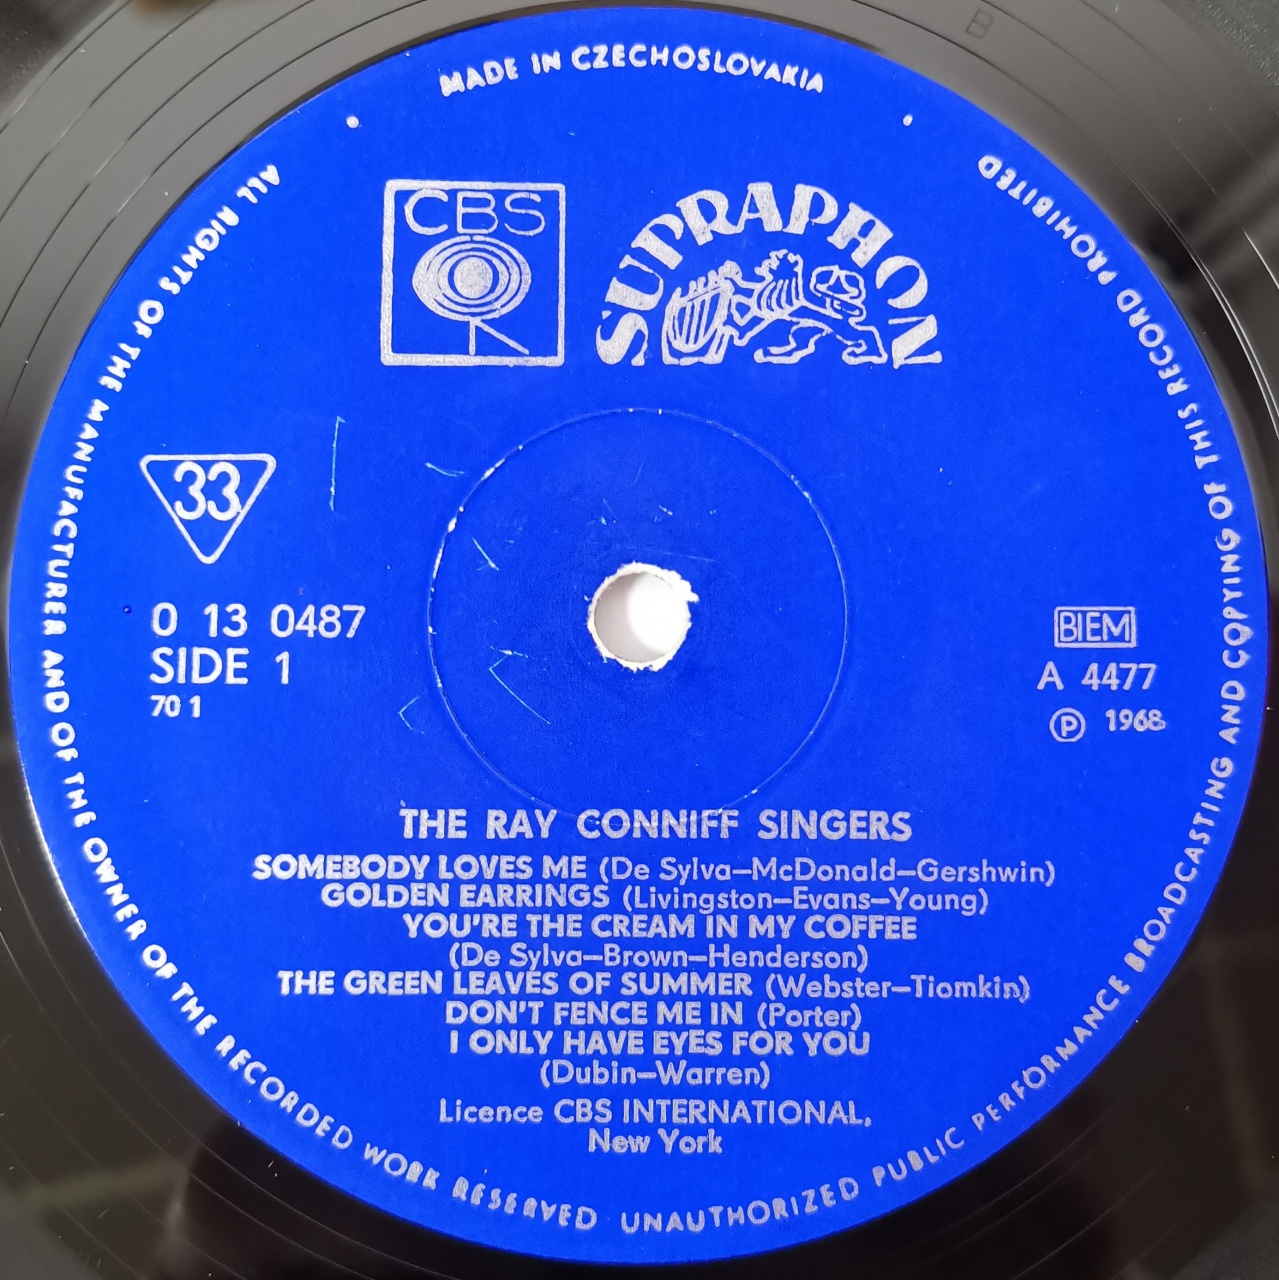 MADE IN CZECHOSLOVAKIA
ALL RIGHTS OF THE MANUFACTURER AND OF THE OWNER OF THE RECORDED WORK RESERVED UNAUTHORIZED PUBLIC PERFORMANCE BROADCASTING AND COPYING OF THIS RECORD PROHIBITED
CBS
SUPRAPHON
33
0 13 0487
SIDE 1
70 1
BIEM
A 4477
℗ 1968
THE RAY CONNIFF SINGERS
SOMEBODY LOVES ME (De Sylva—McDonald—Gershwin)
GOLDEN EARRINGS (Livingston—Evans—Young)
YOU'RE THE CREAM IN MY COFFEE
(De Sylva—Brown—Henderson)
THE GREEN LEAVES OF SUMMER (Webster—Tiomkin)
DON'T FENCE ME IN (Porter)
I ONLY HAVE EYES FOR YOU
(Dubin—Warren)
Licence CBS INTERNATIONAL,
New York
B